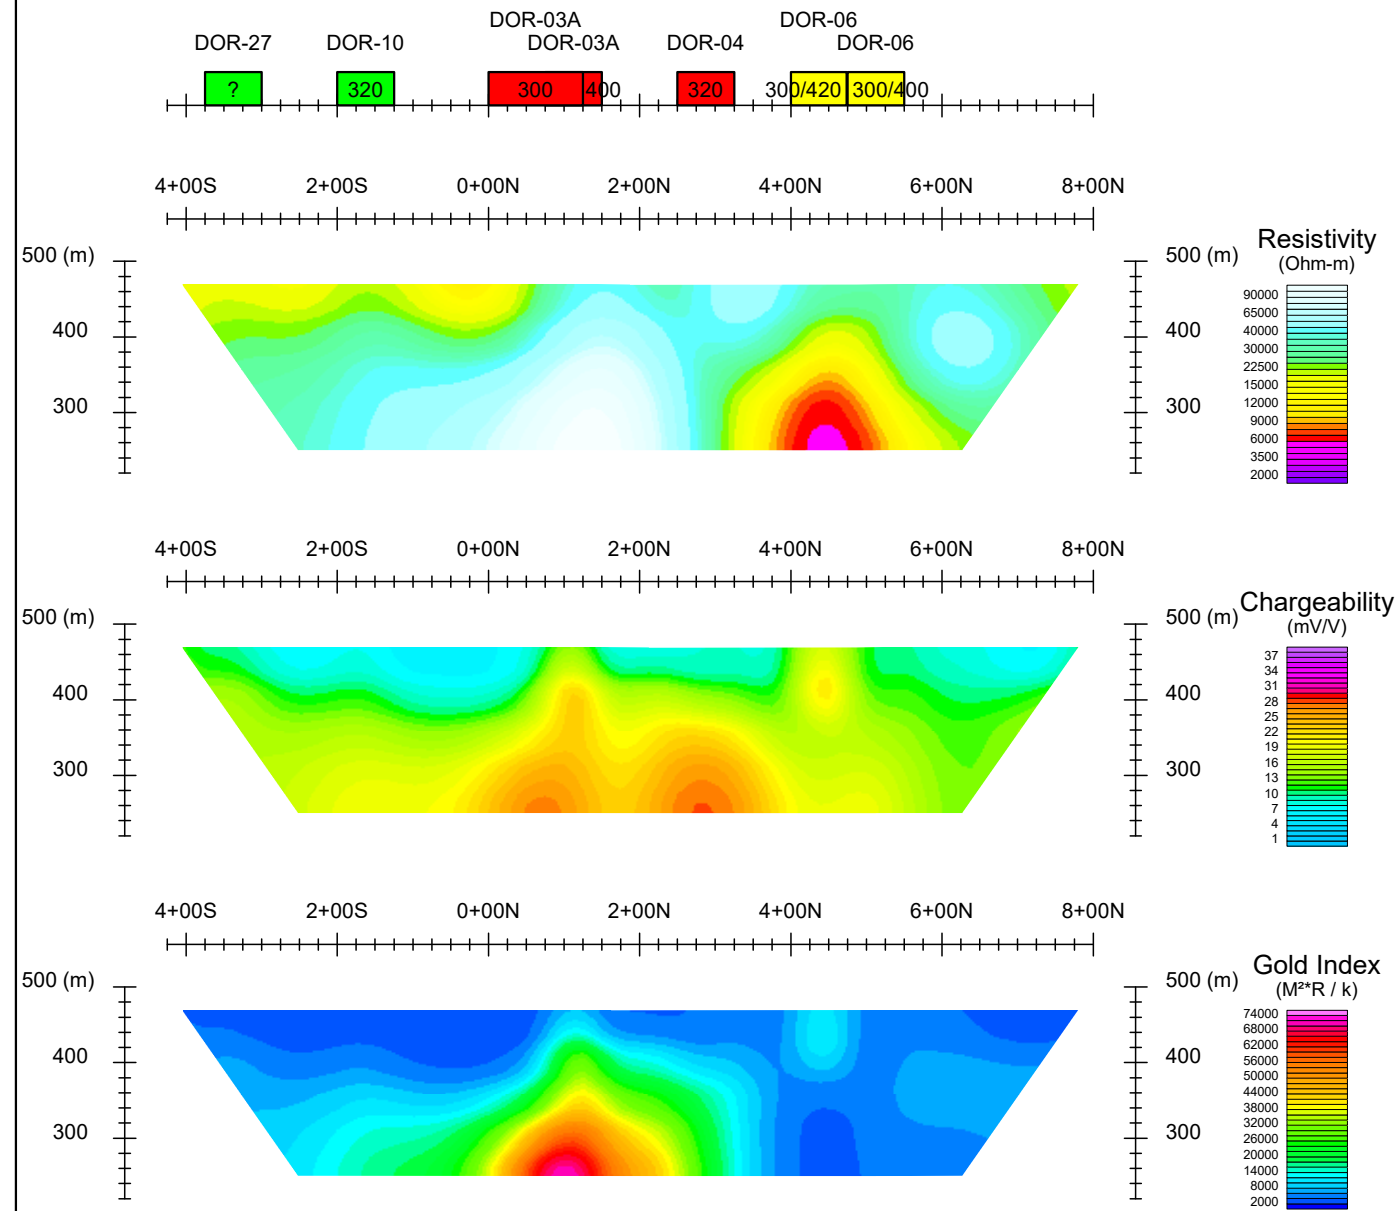 DOR-03A DOR-06
DOR-27 DOR-10 DOR-03A DOR-04 DOR-06
? 320 300 400 320 300/420 300/400
4+00S 2+00S 0+00N 2+00N 4+00N 6+00N 8+00N
500 (m) 500 (m)
400 400
300 300
Resistivity
(Ohm-m)
90000
65000
40000
30000
22500
15000
12000
9000
6000
3500
2000
4+00S 2+00S 0+00N 2+00N 4+00N 6+00N 8+00N
500 (m) 500 (m)
400 400
300 300
Chargeability
(mV/V)
37
34
31
28
25
22
19
16
13
10
7
4
1
4+00S 2+00S 0+00N 2+00N 4+00N 6+00N 8+00N
500 (m) 500 (m)
400 400
300 300
Gold Index
(M²*R / k)
74000
68000
62000
56000
50000
44000
38000
32000
26000
20000
14000
8000
2000